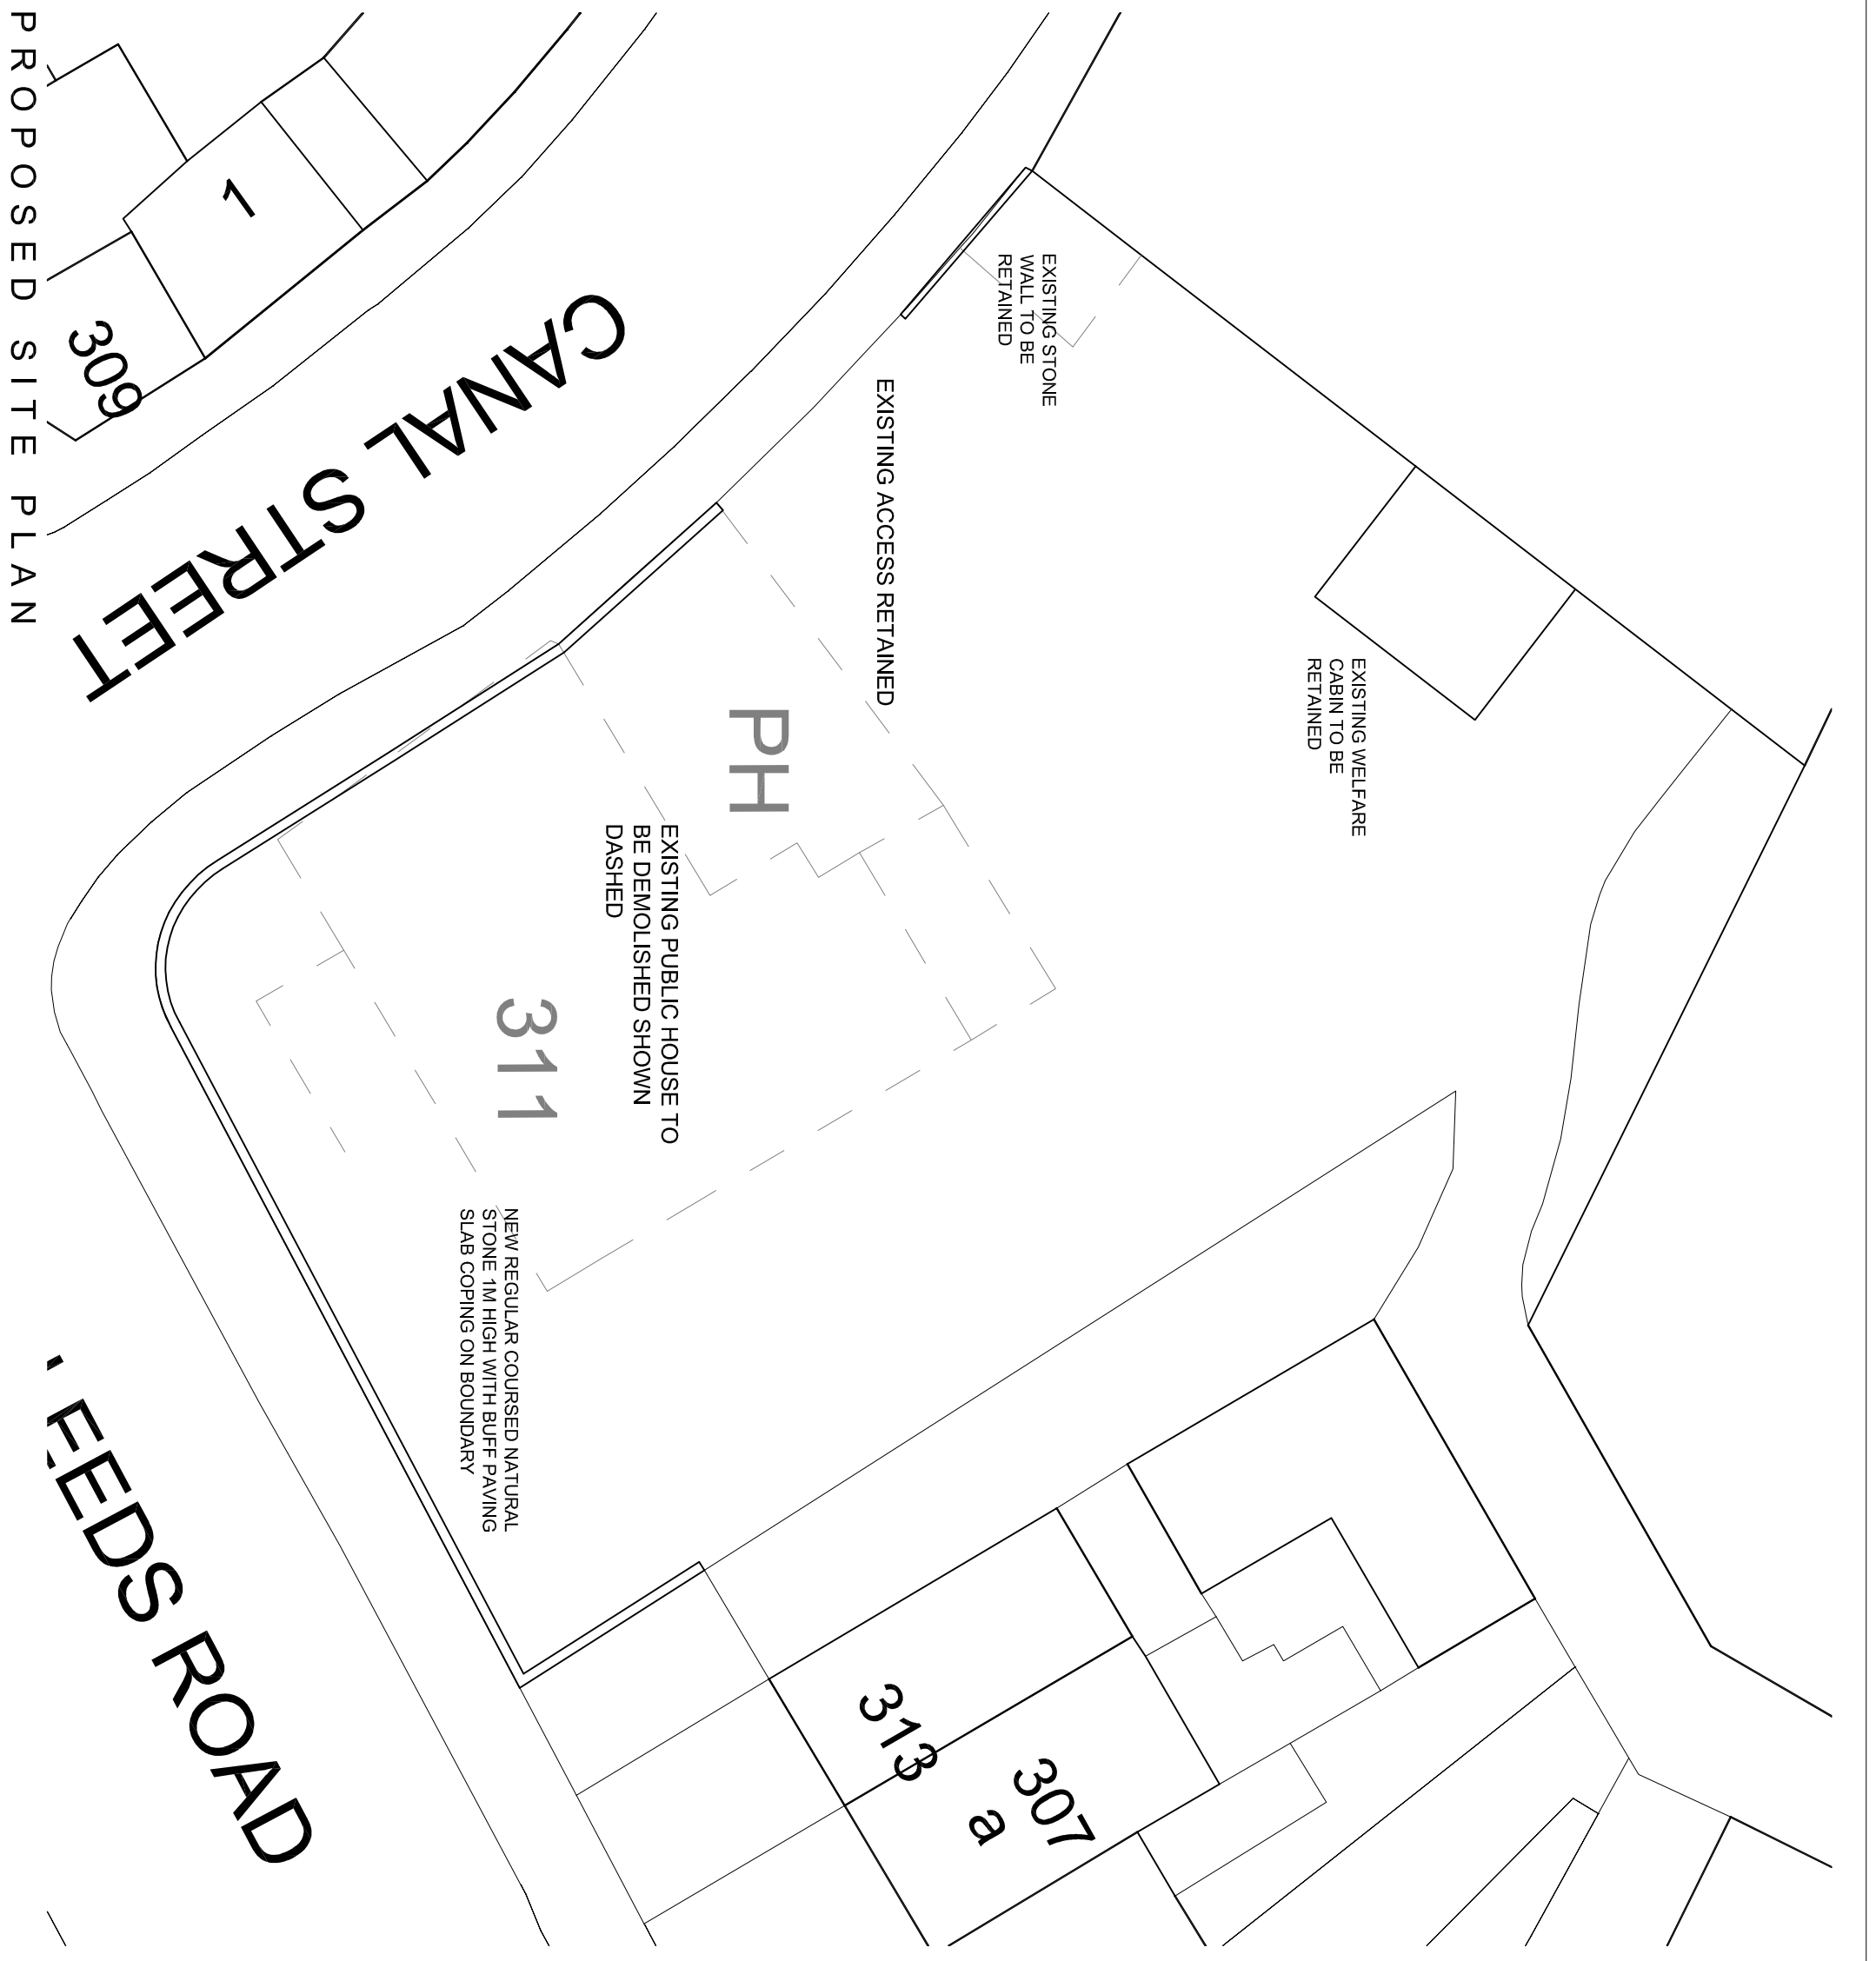 PROPOSED SITE PLAN
1
309
CANAL STREET
EXISTING STONE
WALL TO BE
RETAINED
EXISTING ACCESS RETAINED
EXISTING WELFARE
CABIN TO BE
RETAINED
PH
EXISTING PUBLIC HOUSE TO
BE DEMOLISHED SHOWN
DASHED
311
NEW REGULAR COURSED NATURAL
STONE 1M HIGH WITH BUFF PAVING
SLAB COPING ON BOUNDARY
EEDS ROAD
313
307
a